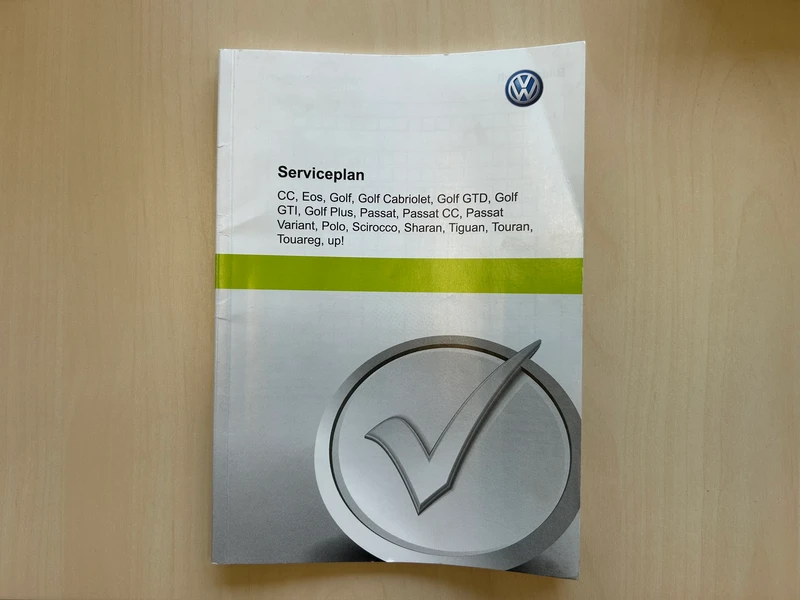 Serviceplan
CC, Eos, Golf, Golf Cabriolet, Golf GTD, Golf
GTI, Golf Plus, Passat, Passat CC, Passat
Variant, Polo, Scirocco, Sharan, Tiguan, Touran,
Touareg, up!